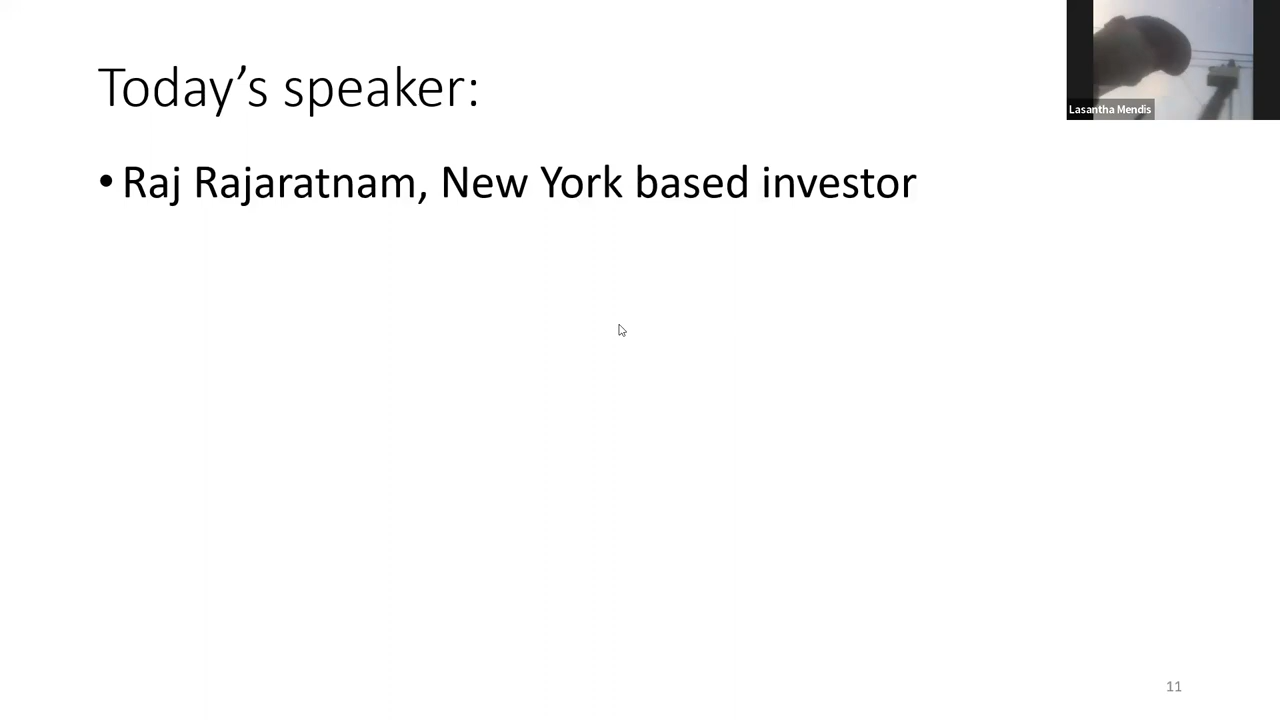 Today’s speaker:
• Raj Rajaratnam, New York based investor
Lasantha Mendis
11